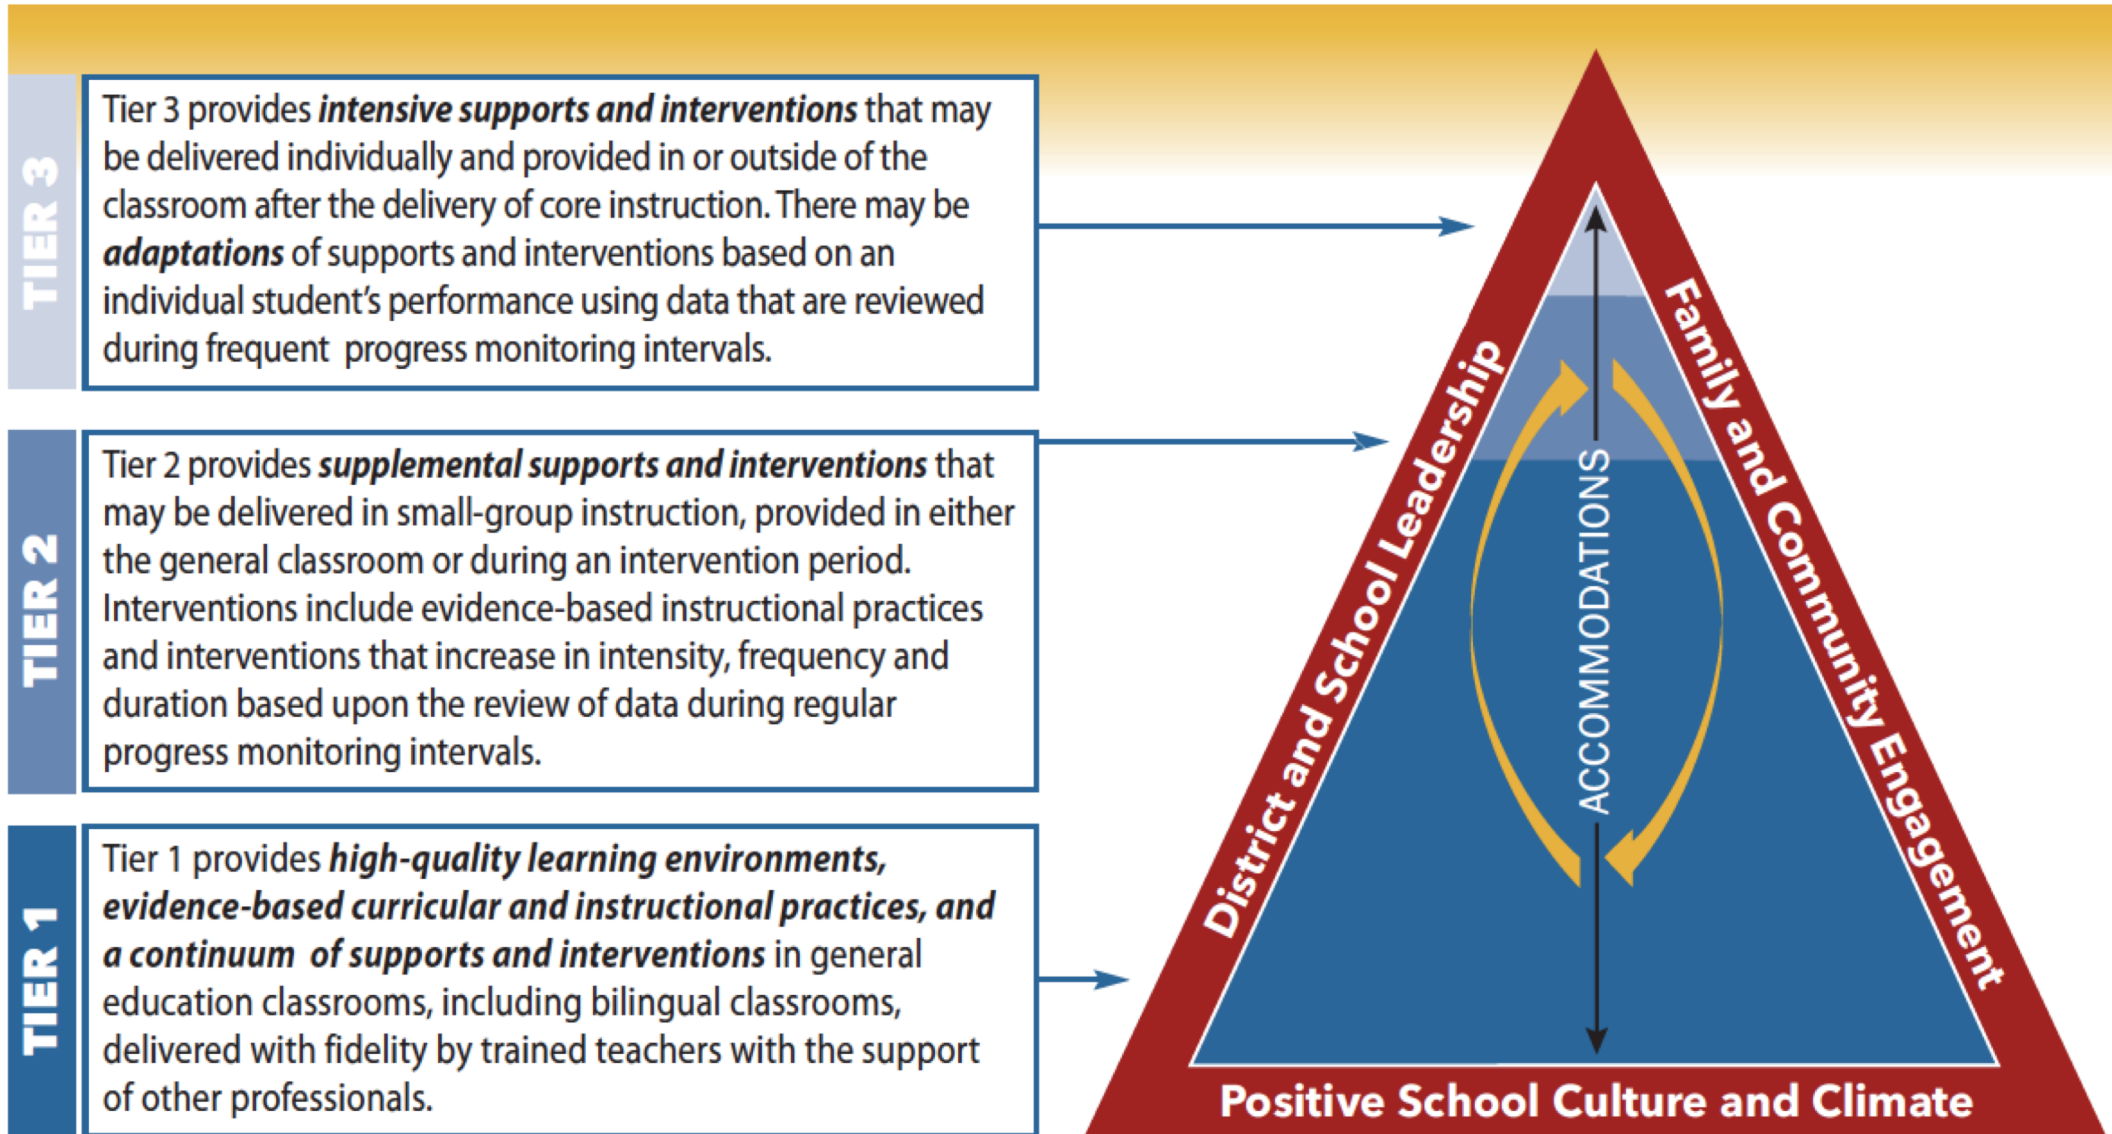 TIER 3
Tier 3 provides intensive supports and interventions that may
be delivered individually and provided in or outside of the
classroom after the delivery of core instruction. There may be
adaptations of supports and interventions based on an
individual student’s performance using data that are reviewed
during frequent progress monitoring intervals.
TIER 2
Tier 2 provides supplemental supports and interventions that
may be delivered in small-group instruction, provided in either
the general classroom or during an intervention period.
Interventions include evidence-based instructional practices
and interventions that increase in intensity, frequency and
duration based upon the review of data during regular
progress monitoring intervals.
TIER 1
Tier 1 provides high-quality learning environments,
evidence-based curricular and instructional practices, and
a continuum of supports and interventions in general
education classrooms, including bilingual classrooms,
delivered with fidelity by trained teachers with the support
of other professionals.
District and School Leadership
ACCOMMODATIONS
Family and Community Engagement
Positive School Culture and Climate